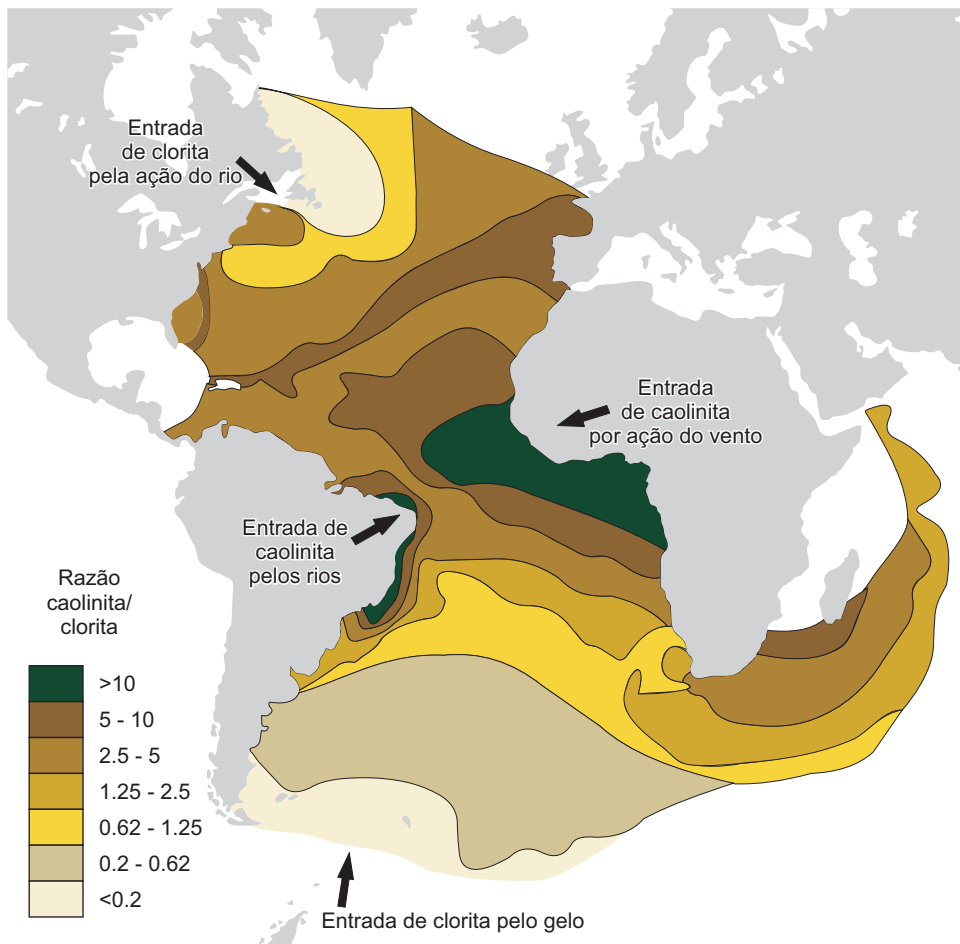 Entrada
de clorita
pela ação do rio
Entrada
de caolinita
por ação do vento
Entrada de
caolinita
pelos rios
Razão
caolinita/
clorita
>10
5 - 10
2.5 - 5
1.25 - 2.5
0.62 - 1.25
0.2 - 0.62
<0.2
Entrada de clorita pelo gelo